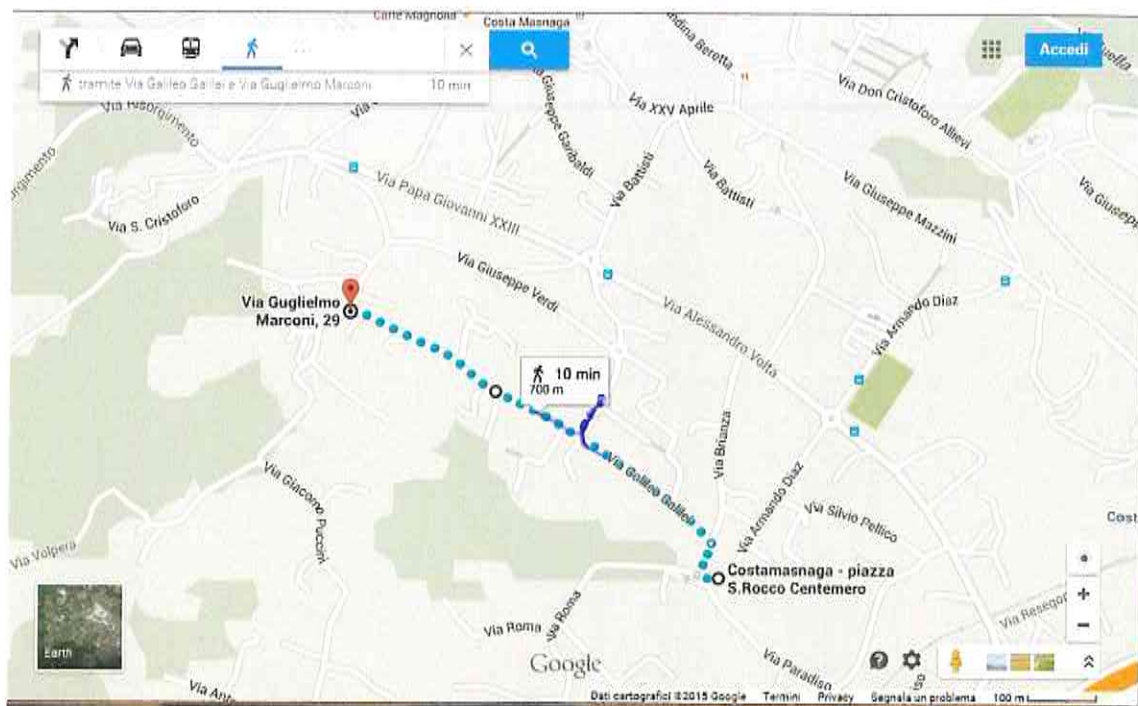 Costa Masnaga
Accedi
tramite Via Galileo Galilei e Via Guglielmo Marconi 10 min
Via Risorgimento
Via XXV Aprile
Via Don Cristoforo Allievi
Via Giuseppe Garibaldi
Via Battisti
Via Battisti
Via Papa Giovanni XXIII
Via Giuseppe Mazzini
Via S. Cristoforo
Via Giuseppe Verdi
Via Armando Diaz
Via Guglielmo
Marconi, 29
Via Alessandro Volta
10 min
700 m
Via Brianza
Via Galileo Galilei
Via Armando Diaz
Via Silvio Pellico
Via Giacomo Puccini
Via Volpera
Costamasnaga - piazza
S.Rocco Centemero
Via Roma
Via Roma
Via Paradiso
Earth
Google
Dati cartografici ©2015 Google Termini Privacy Segnala un problema 100 m